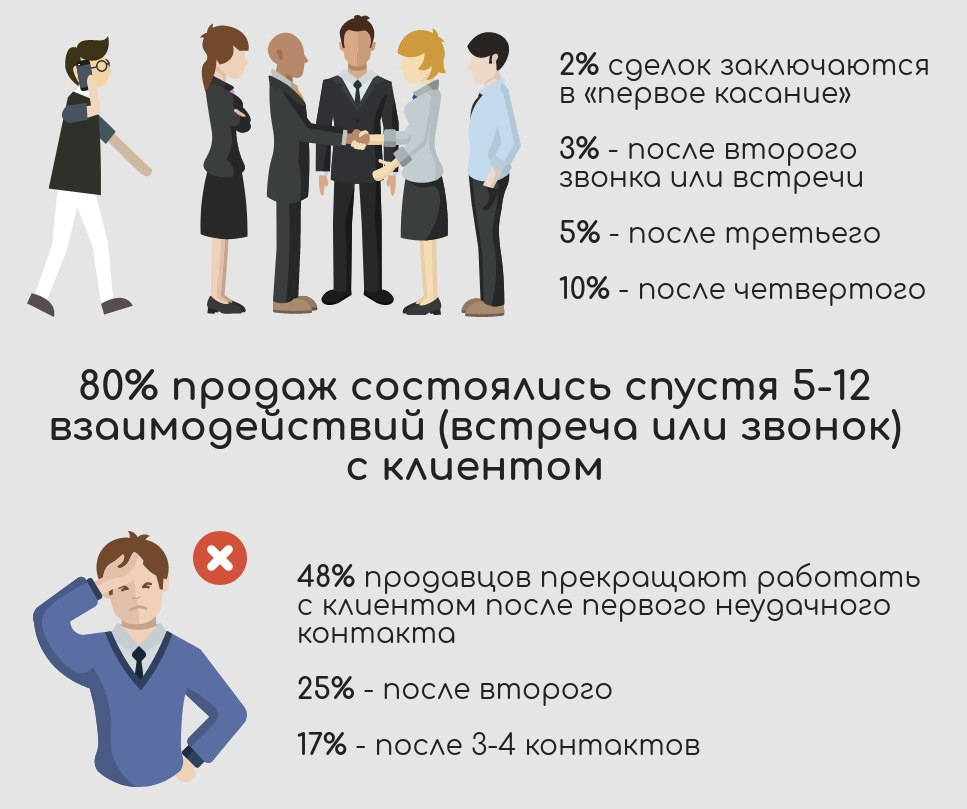 2% сделок заключаются
в «первое касание»
3% - после второго
звонка или встречи
5% - после третьего
10% - после четвертого
80% продаж состоялись спустя 5-12
взаимодействий (встреча или звонок)
с клиентом
48% продавцов прекращают работать
с клиентом после первого неудачного
контакта
25% - после второго
17% - после 3-4 контактов